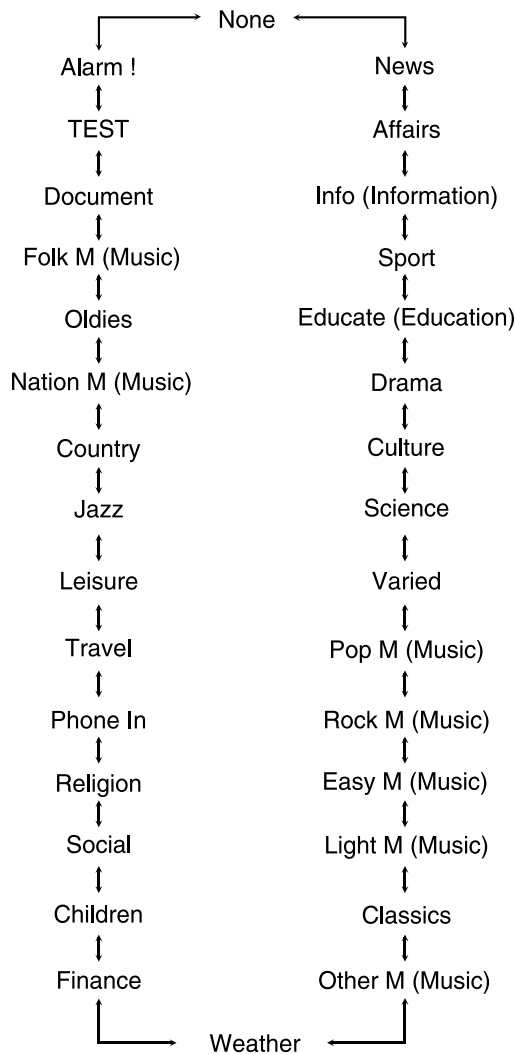 None
Alarm !
News
TEST
Affairs
Document
Info (Information)
Folk M (Music)
Sport
Oldies
Educate (Education)
Nation M (Music)
Drama
Country
Culture
Jazz
Science
Leisure
Varied
Travel
Pop M (Music)
Phone In
Rock M (Music)
Religion
Easy M (Music)
Social
Light M (Music)
Children
Classics
Finance
Other M (Music)
Weather